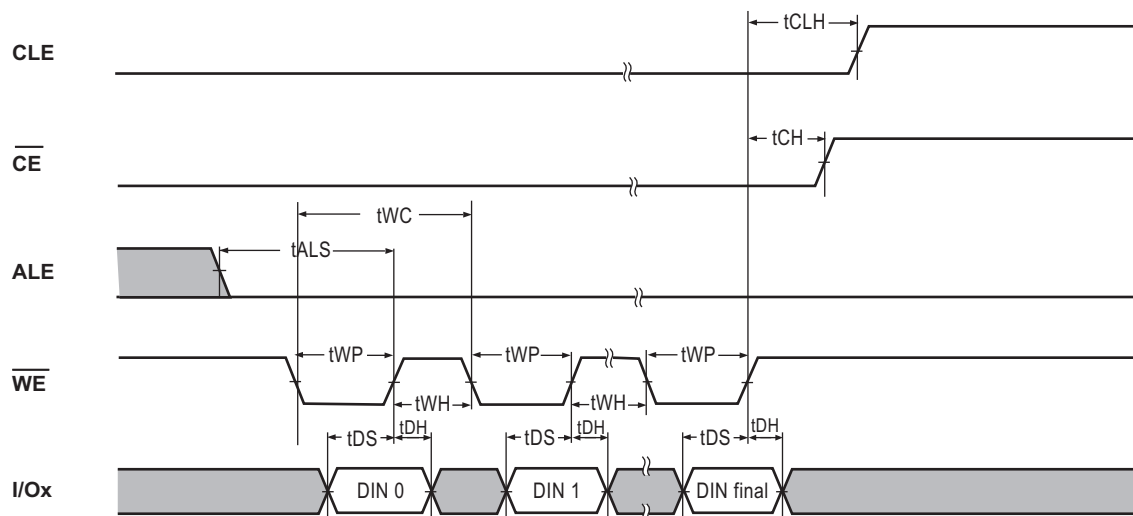 CLE
tCLH
CE
tCH
tWC
ALE
tALS
WE
tWP
tWP
tWP
tWH
tWH
tDS
tDH
tDS
tDH
tDS
tDH
I/Ox
DIN 0
DIN 1
DIN final